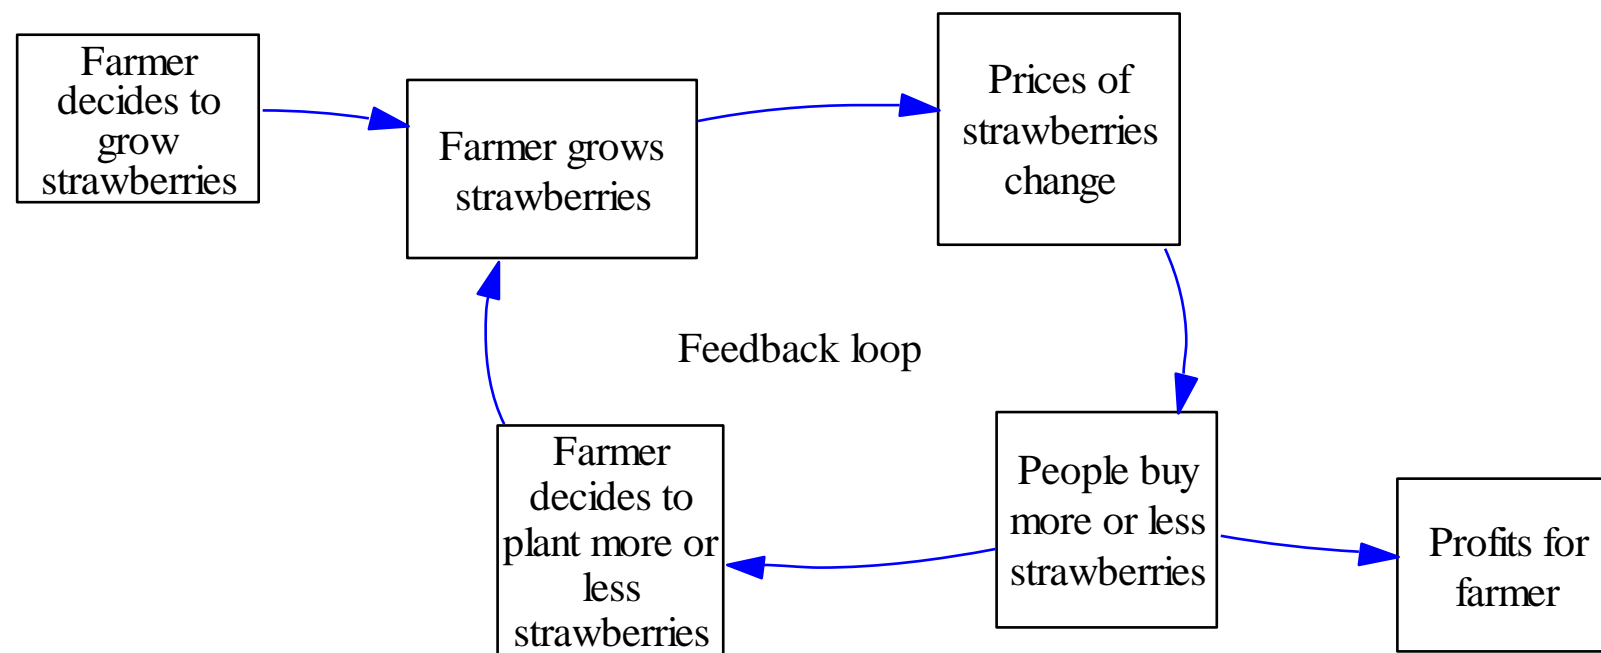 Farmer
decides to
grow
strawberries
Farmer grows
strawberries
Prices of
strawberries
change
Feedback loop
Farmer
decides to
plant more or
less
strawberries
People buy
more or less
strawberries
Profits for
farmer